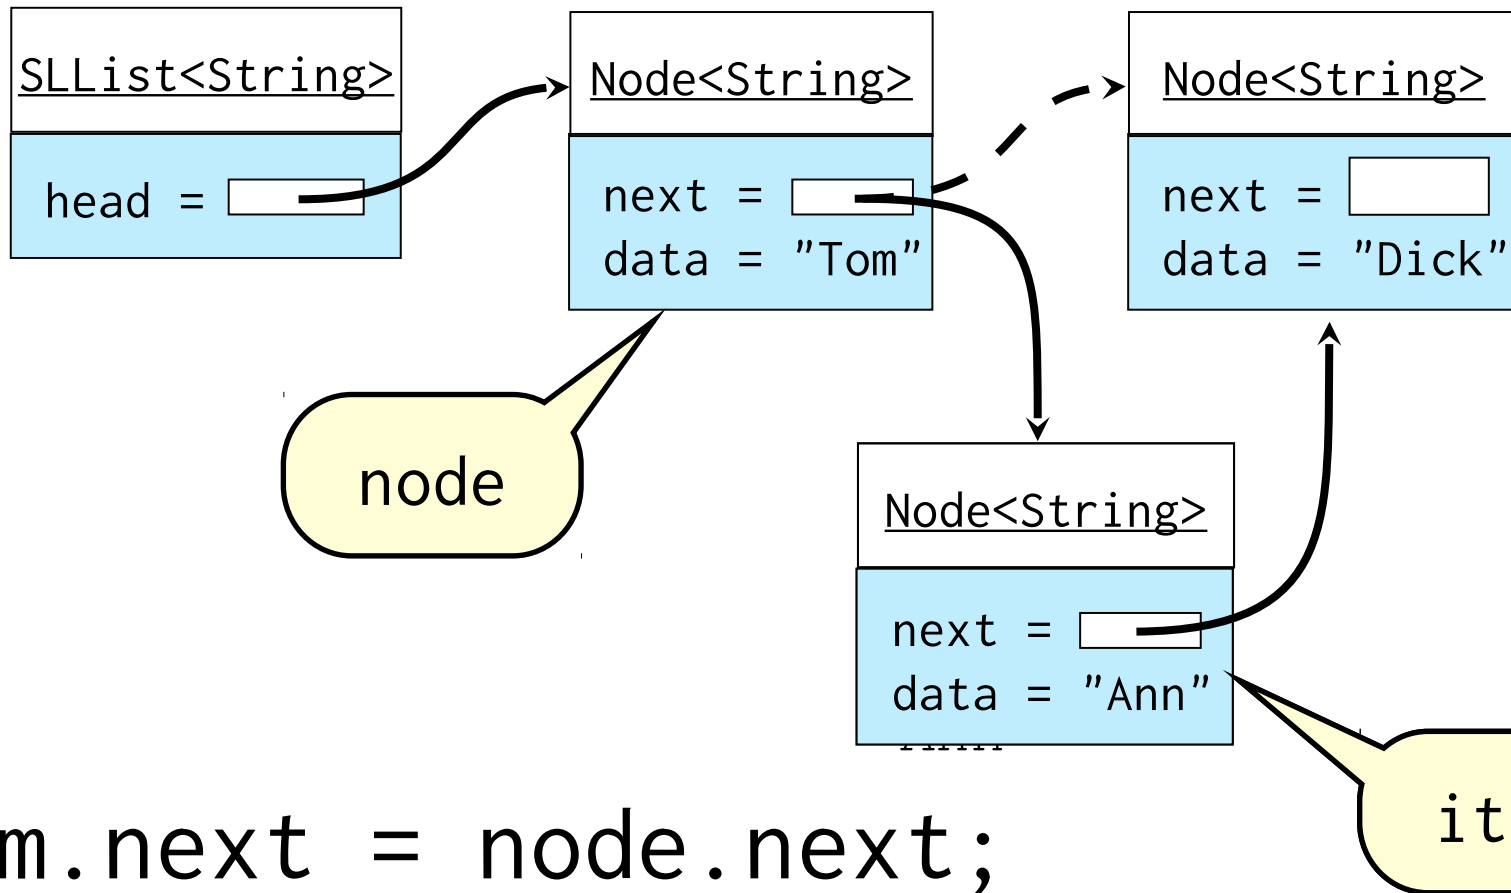 SLList<String>
head =
Node<String>
next =
data = "Tom"
Node<String>
next =
data = "Dick"
node
Node<String>
next =
data = "Ann"
it
m.next = node.next;